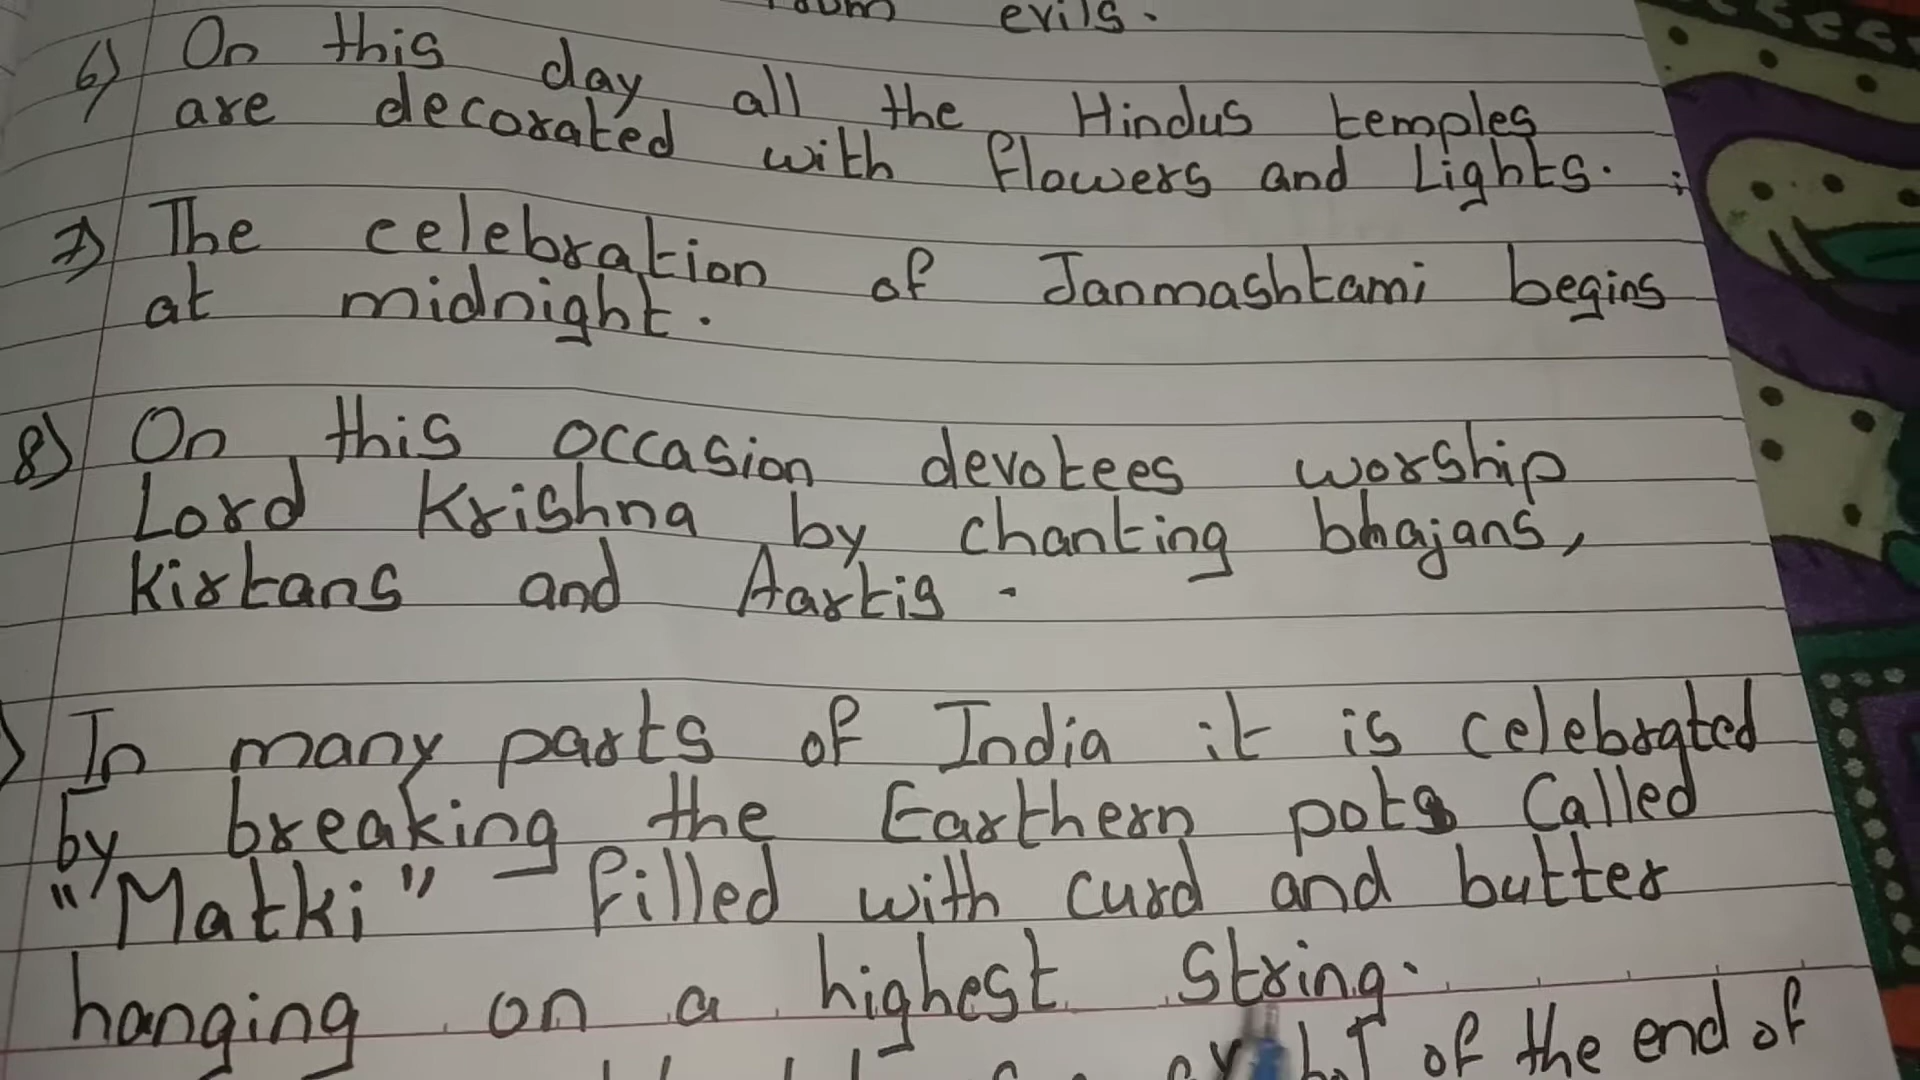 evils.
6) On this day all the Hindus temples
are decorated with flowers and Lights.
7) The celebration of Janmashtami begins
at midnight.
8) On this occasion devotees worship
Lord Krishna by chanting bhajans,
Kirtans and Aartis.
) In many parts of India it is celebrated
by breaking the Earthern pots Called
"Matki" filled with curd and butter
hanging on a highest string.
of the end of